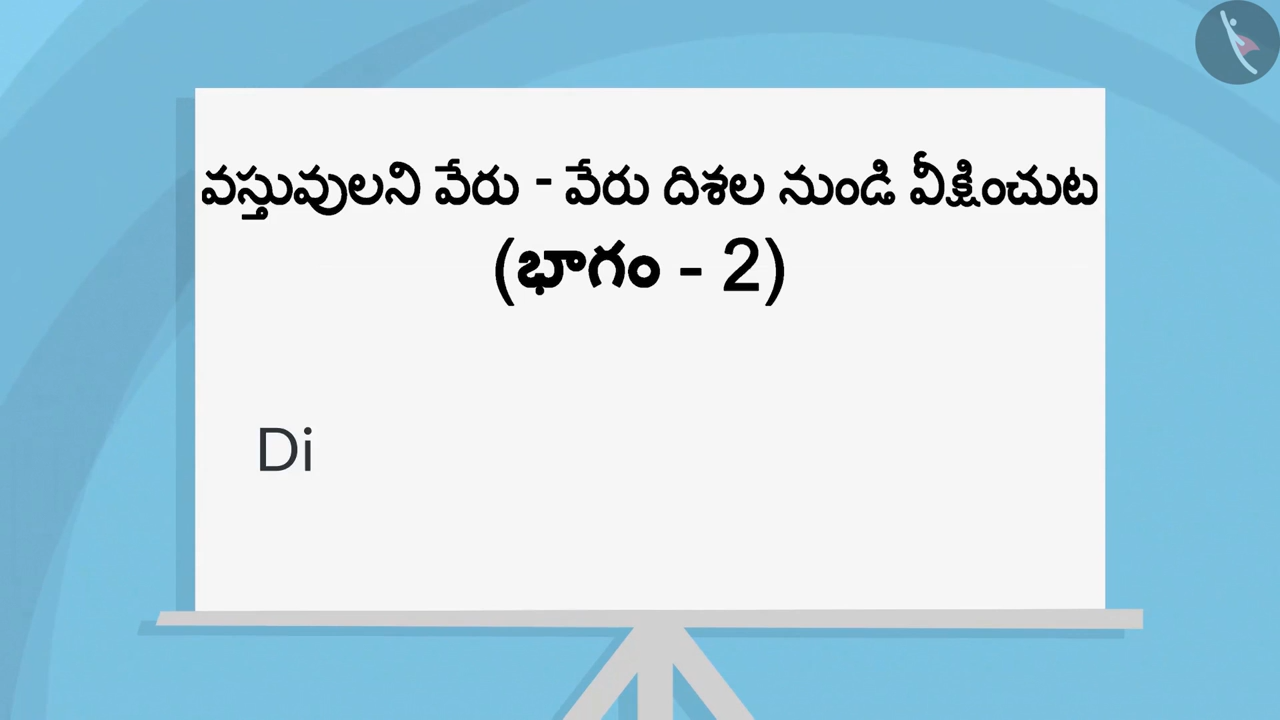 వస్తువులని వేరు - వేరు దిశల నుండి వీక్షించుట
(భాగం - 2)
Di